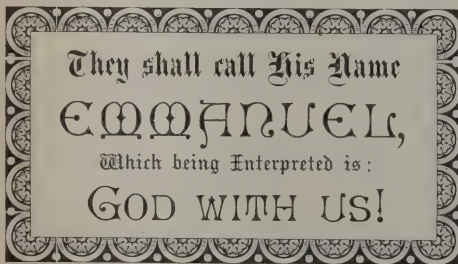 They shall call His Name
EMMANUEL,
Which being Interpreted is:
GOD WITH US!